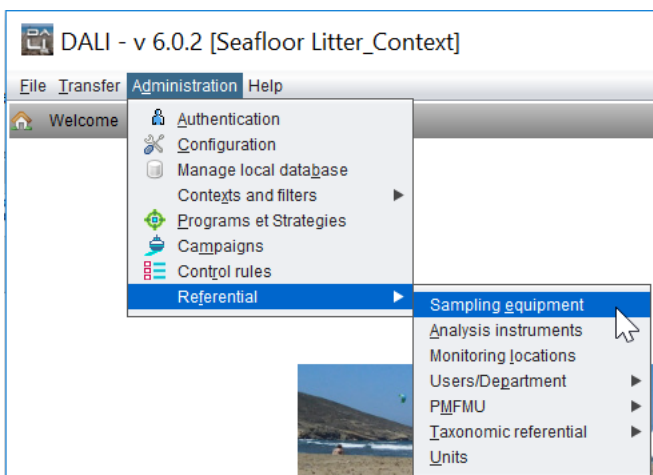 DALI - v 6.0.2 [Seafloor Litter_Context]
File Transfer Administration Help
Welcome
Authentication
Configuration
Manage local database
Contexts and filters
Programs et Strategies
Campaigns
Control rules
Referential
Sampling equipment
Analysis instruments
Monitoring locations
Users/Department
PMFMU
Taxonomic referential
Units